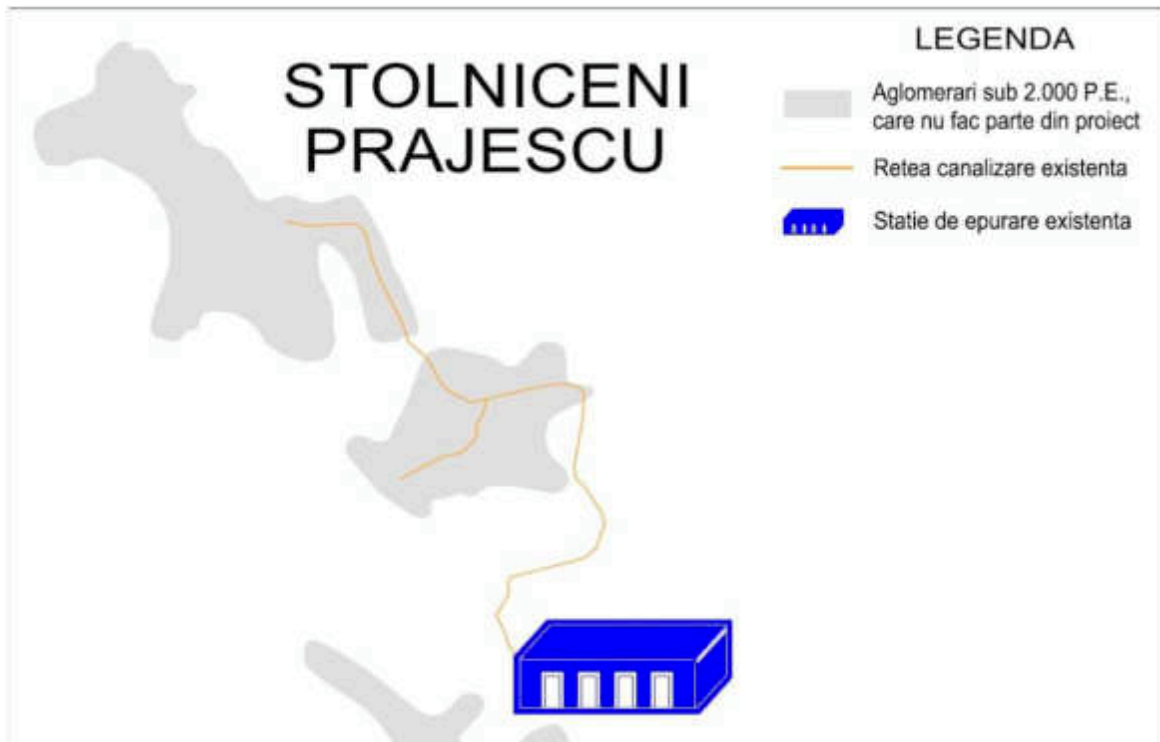 STOLNICENI
PRAJESCU
LEGENDA
Aglomerari sub 2.000 P.E.,
care nu fac parte din proiect
Retea canalizare existenta
Statie de epurare existenta